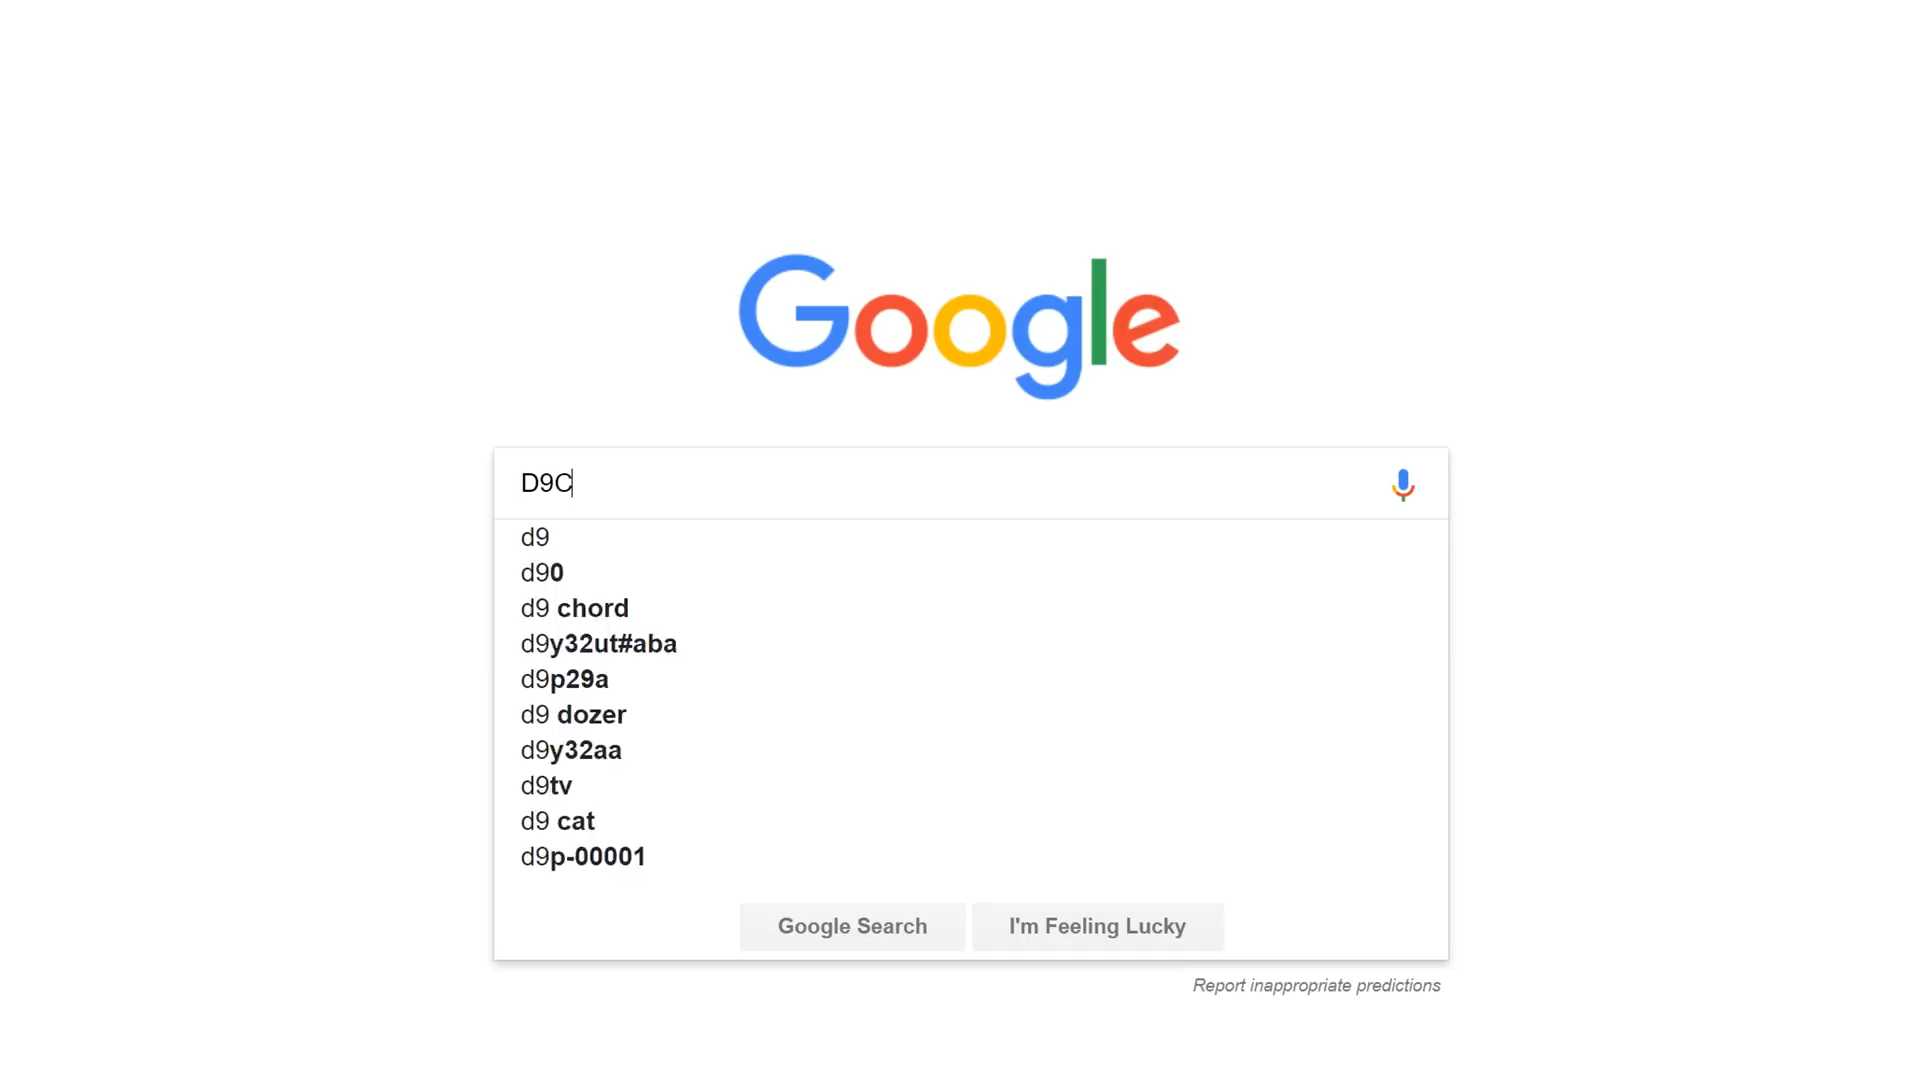 Google
D9C
d9
d90
d9 chord
d9y32ut#aba
d9p29a
d9 dozer
d9y32aa
d9tv
d9 cat
d9p-00001
Google Search
I'm Feeling Lucky
Report inappropriate predictions